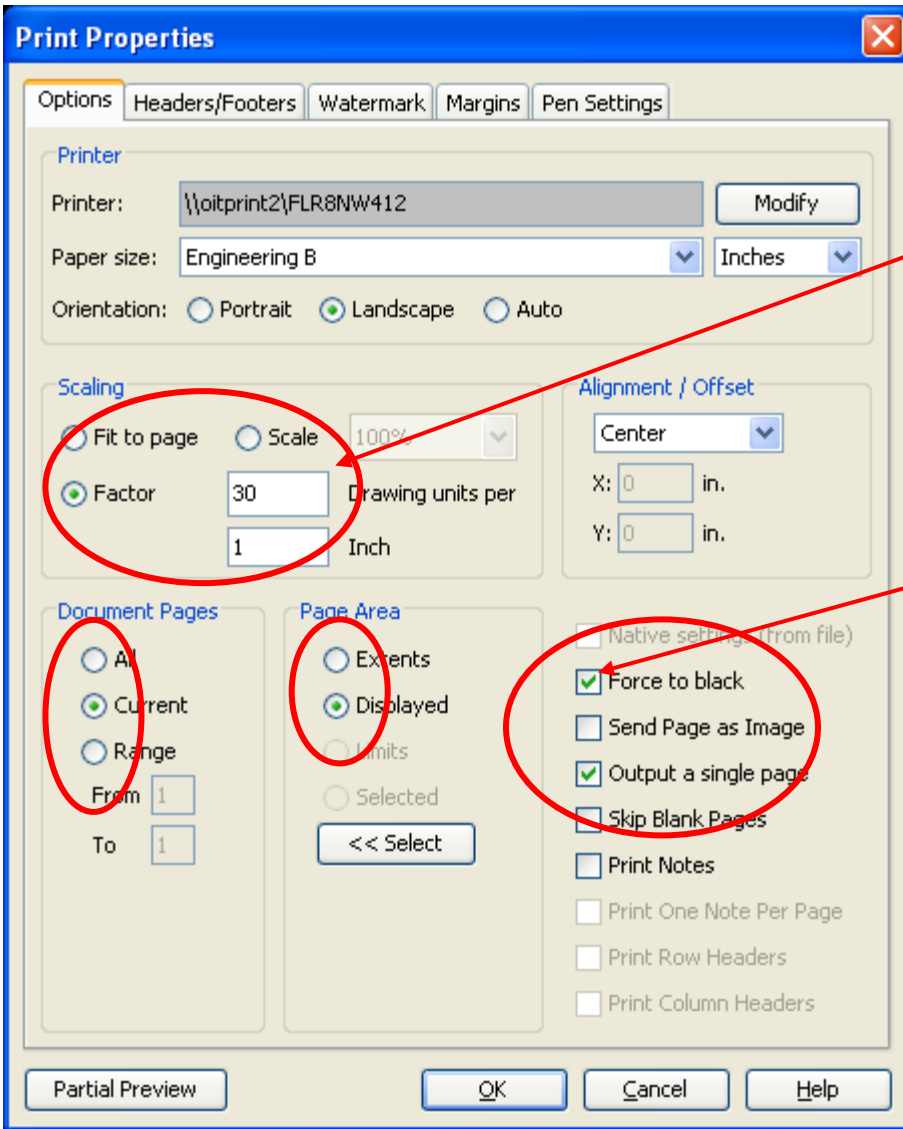 Print Properties
Options Headers/Footers Watermark Margins Pen Settings
Printer
Printer: \\oitprint2\FLR8NW412 Modify
Paper size: Engineering B Inches
Orientation: Portrait Landscape Auto
Scaling
Fit to page Scale 100%
Factor 30 Drawing units per
1 Inch
Alignment / Offset
Center
X: 0 in.
Y: 0 in.
Document Pages
All
Current
Range
From 1
To 1
Page Area
Extents
Displayed
Limits
Selected
<< Select
Native settings (from file)
Force to black
Send Page as Image
Output a single page
Skip Blank Pages
Print Notes
Print One Note Per Page
Print Row Headers
Print Column Headers
Partial Preview OK Cancel Help